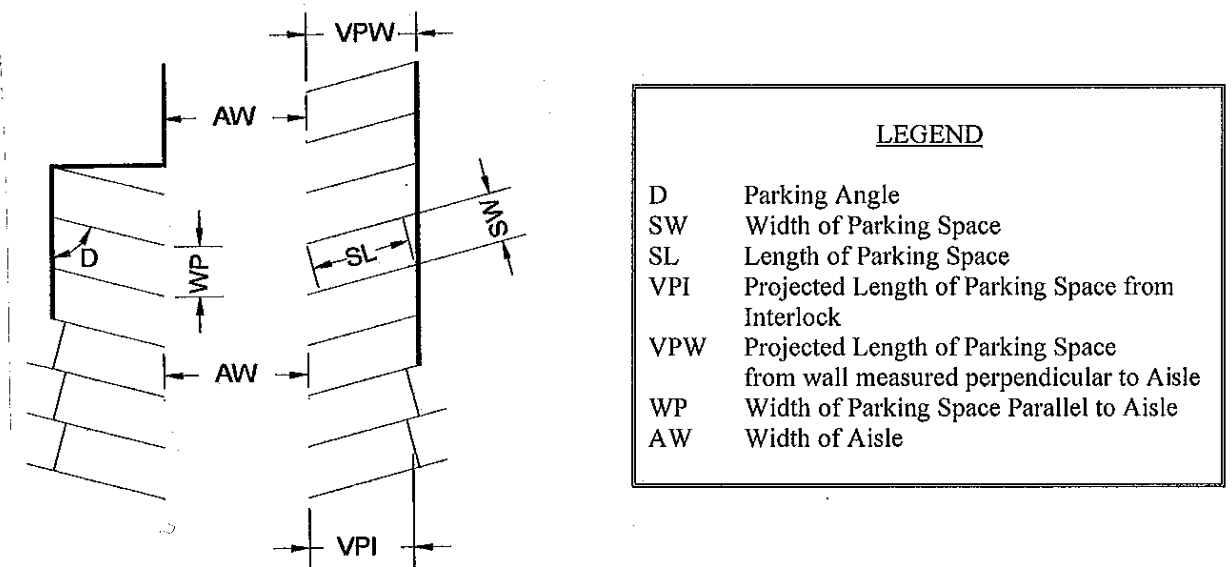 VPW
AW
D
WP
SL
SW
AW
VPI
LEGEND
D Parking Angle
SW Width of Parking Space
SL Length of Parking Space
VPI Projected Length of Parking Space from
Interlock
VPW Projected Length of Parking Space
from wall measured perpendicular to Aisle
WP Width of Parking Space Parallel to Aisle
AW Width of Aisle